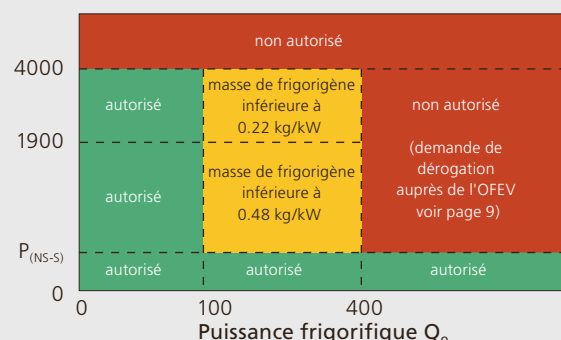 non autorisé
4000
autorisé
masse de frigorigène
inférieure à
0.22 kg/kW
non autorisé
1900
(demande de
dérogation
auprès de l'OFEV
voir page 9)
autorisé
masse de frigorigène
inférieure à
0.48 kg/kW
P(NS-S)
autorisé
autorisé
autorisé
0
0
100
400
Puissance frigorifique Qo